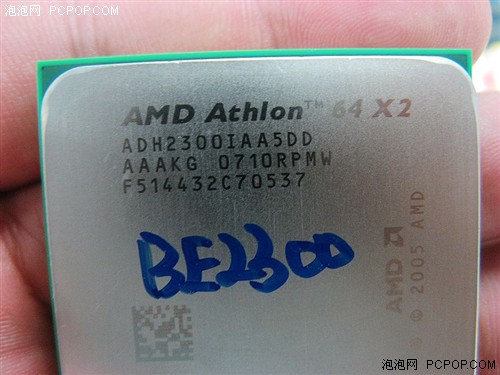 泡泡网 PCPOP.COM
AMD Athlon™ 64 X2
ADH2300IAA5DD
AAAKG 0710RPMW
F514432C70537
BE2300
AMD
© 2005 AMD
泡泡网 PCPOP.COM